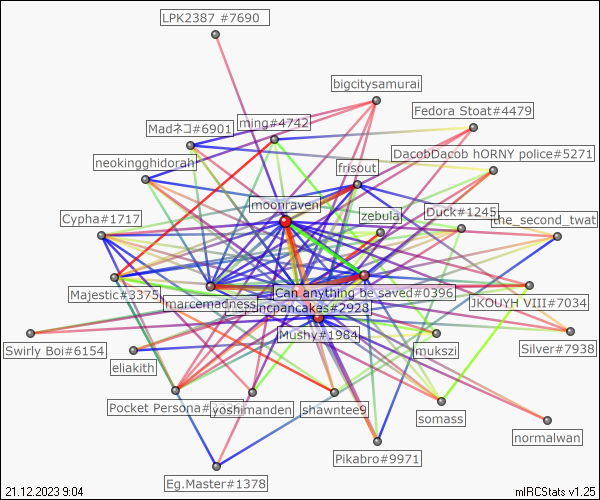 LPK2387 #7690
bigcitysamurai
Fedora Stoat#4479
ming#4742
Madネコ#6901
DacobDacob hORNY police#5271
neokingghidorah
frisout
moonraven
zebula
Duck#1245
the_second_twat
Cypha#1717
Majestic#3375
Can anything be saved#0396
marcemadness
zincpancakes#2928
JKOUYH VIII#7034
Mushy#1984
Swirly Boi#6154
mukszi
Silver#7938
eliakith
Pocket Persona#
yoshimanden
shawntee9
somass
normalwan
Pikabro#9971
Eg.Master#1378
21.12.2023 9:04
mIRCStats v1.25